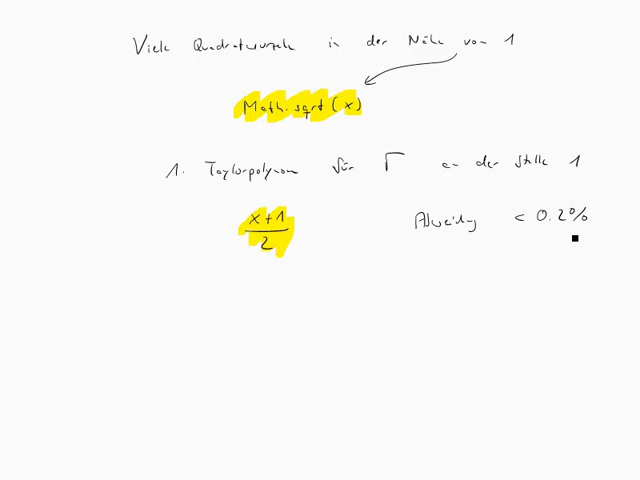 Viele Quadratwurzeln in der Nähe von 1
Math.sqrt(x)
1. Taylorpolynom für √ an der Stelle 1
x+1
2
Abweichung < 0.2%